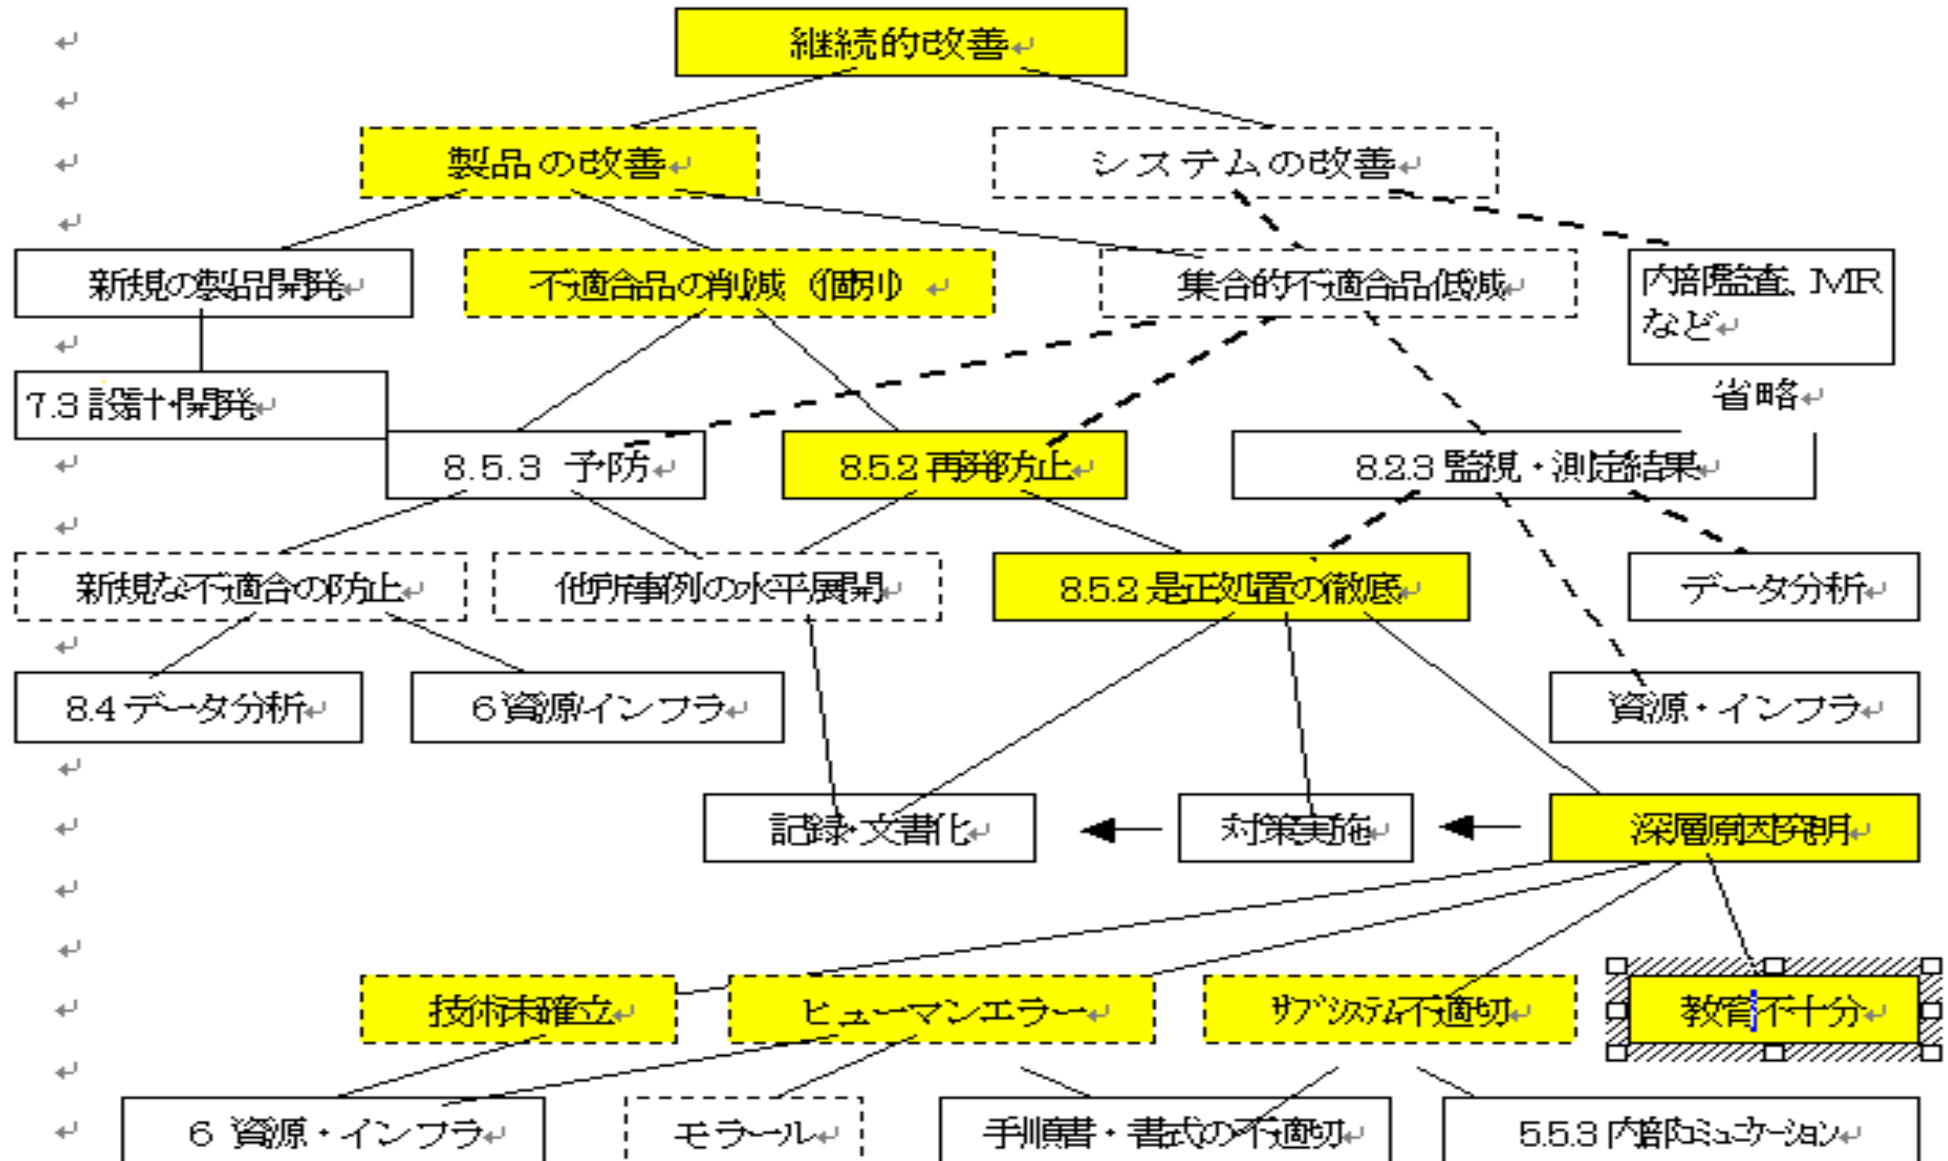 継続的改善
製品の改善
システムの改善
新規の製品開発
不適合品の削減（個別）
集合的不適合品低減
内部監査、MR
など
省略
7.3 設計・開発
8.5.3 予防
8.5.2 再発防止
8.2.3 監視・測定結果
新規な不適合の防止
他所事例の水平展開
8.5.2 是正処置の徹底
データ分析
8.4 データ分析
6 資源/インフラ
資源・インフラ
記録・文書化
対策実施
深層原因究明
技術未確立
ヒューマンエラー
ｻﾌﾞｼｽﾃﾑ不適切
教育不十分
6 資源・インフラ
モラール
手順書・書式の不適切
5.5.3 内部ｺﾐｭﾆｹｰｼｮﾝ